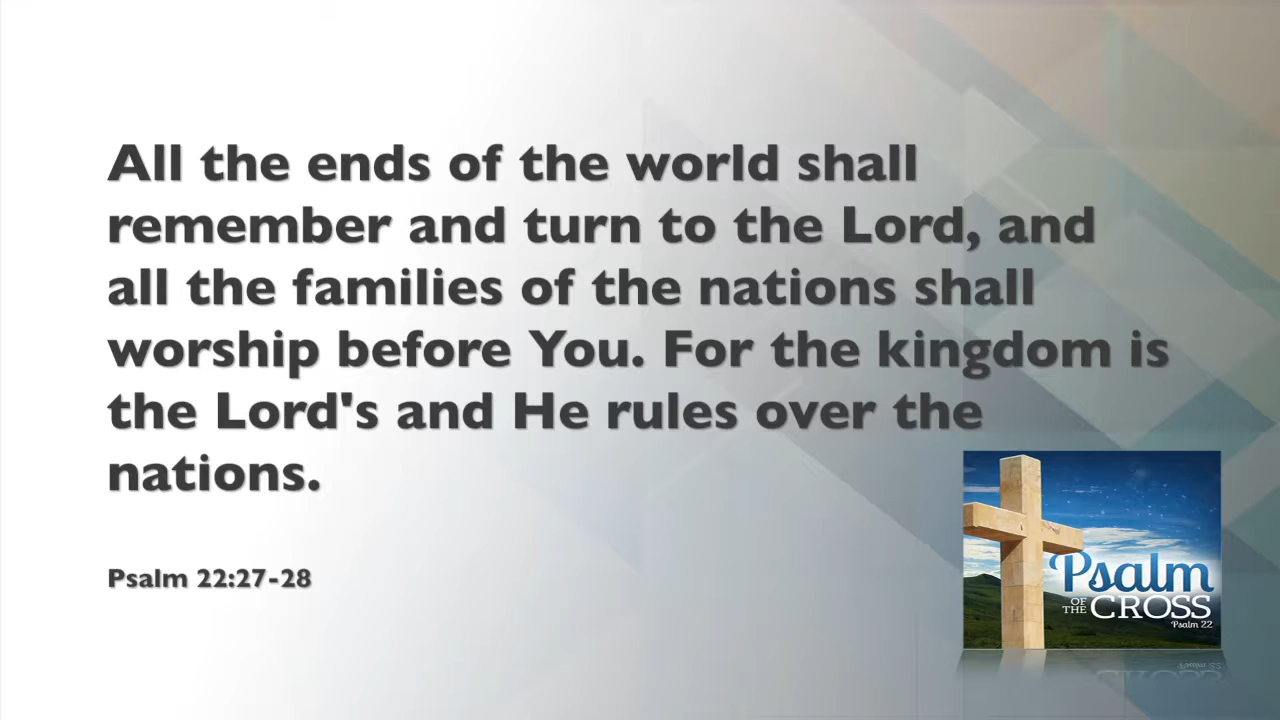 All the ends of the world shall
remember and turn to the Lord, and
all the families of the nations shall
worship before You. For the kingdom is
the Lord's and He rules over the
nations.
Psalm 22:27-28
Psalm
OF THE CROSS
Psalm 22